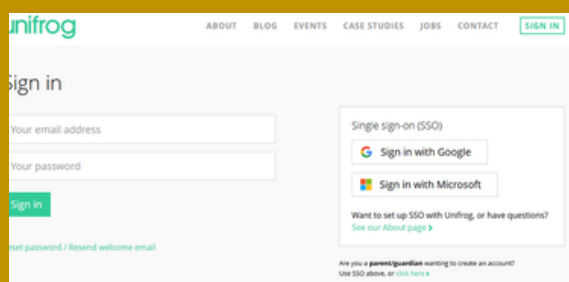 unifrog ABOUT BLOG EVENTS CASE STUDIES JOBS CONTACT SIGN IN
Sign in
Your email address
Your password
Sign in
reset password / Resend welcome email
Single sign-on (SSO)
Sign in with Google
Sign in with Microsoft
Want to set up SSO with Unifrog, or have questions?
See our About page >
Are you a parent/guardian wanting to create an account?
Use SSO above, or click here >